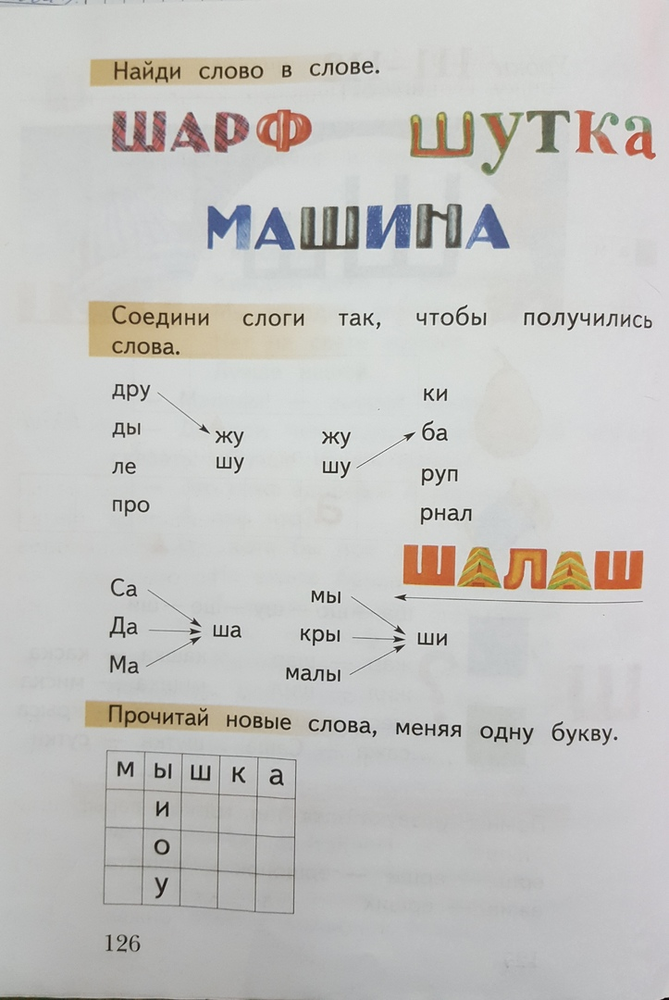 Найди слово в слове.
ШАРФ шутка
МАШИНА
Соедини слоги так, чтобы получились
слова.
дру ки
ды жу жу ба
ле шу шу руп
про рнал
ШАЛАШ
Са мы
Да ша кры ши
Ма малы
Прочитай новые слова, меняя одну букву.
м ы ш к а
и
о
у
126